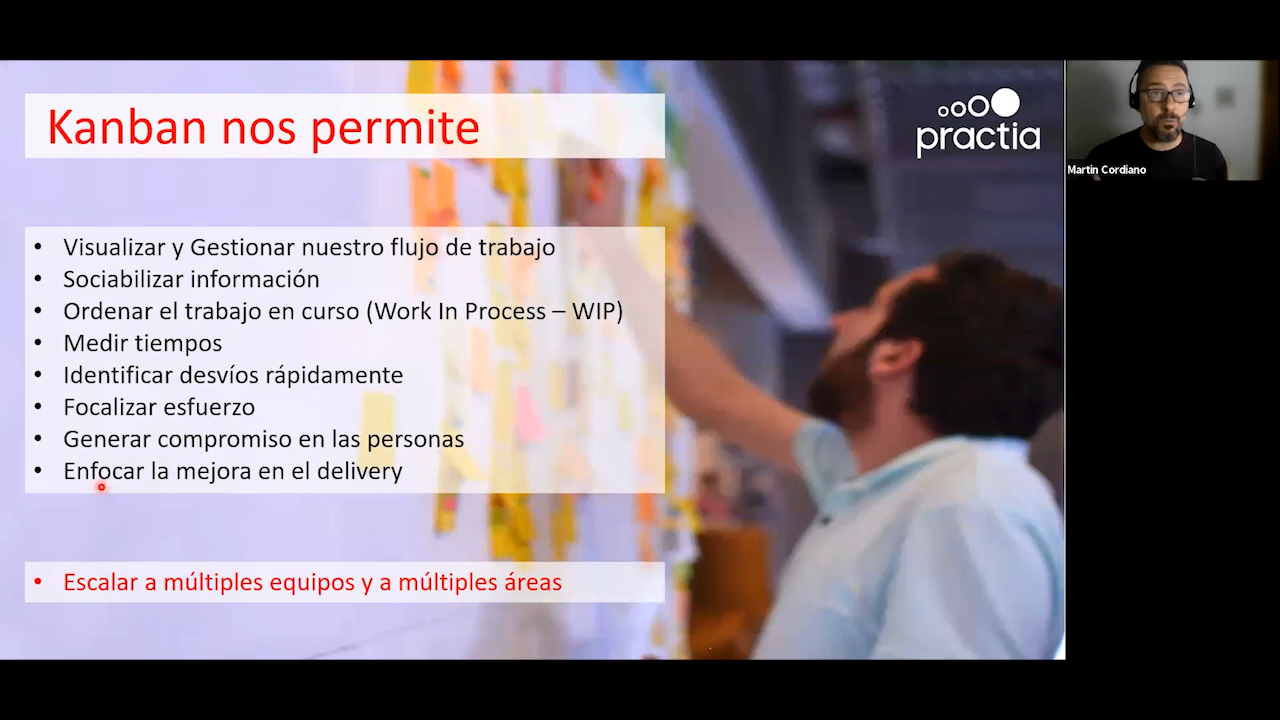 Kanban nos permite
practia
Martin Cordiano
• Visualizar y Gestionar nuestro flujo de trabajo
• Sociabilizar información
• Ordenar el trabajo en curso (Work In Process – WIP)
• Medir tiempos
• Identificar desvíos rápidamente
• Focalizar esfuerzo
• Generar compromiso en las personas
• Enfocar la mejora en el delivery
• Escalar a múltiples equipos y a múltiples áreas